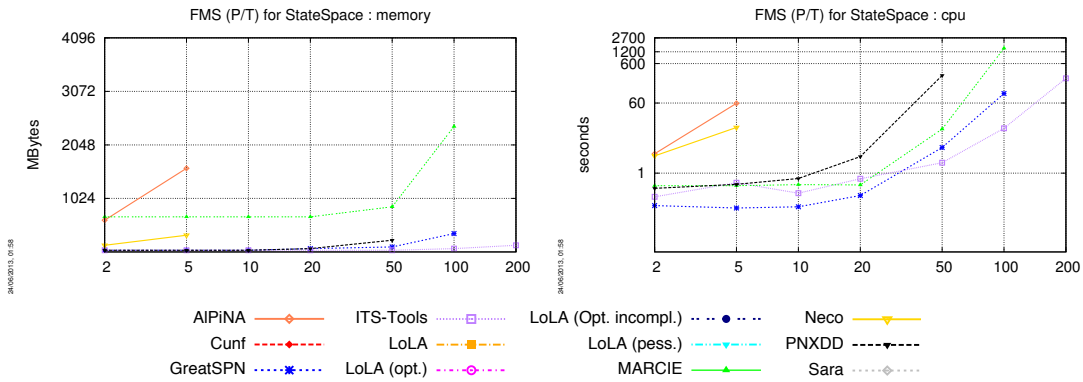 FMS (P/T) for StateSpace : memory
4096
3072
2048
1024
MBytes
2 5 10 20 50 100 200
24/06/2013, 01:58
FMS (P/T) for StateSpace : cpu
2700
1200
600
60
1
seconds
2 5 10 20 50 100 200
24/06/2013, 01:58
AlPiNA ITS-Tools LoLA (Opt. incompl.) Neco
Cunf LoLA LoLA (pess.) PNXDD
GreatSPN LoLA (opt.) MARCIE Sara